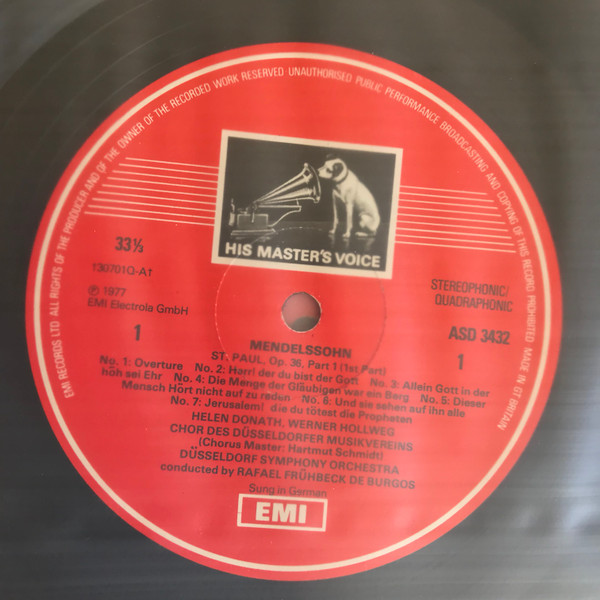 EMI RECORDS LTD ALL RIGHTS OF THE PRODUCER AND OF THE OWNER OF THE RECORDED WORK RESERVED UNAUTHORISED PUBLIC PERFORMANCE BROADCASTING AND COPYING OF THIS RECORD PROHIBITED MADE IN GT BRITAIN
HIS MASTER'S VOICE
33⅓
130701Q-A1
℗ 1977
EMI Electrola GmbH
1
STEREOPHONIC/
QUADRAPHONIC
ASD 3432
1
MENDELSSOHN
ST. PAUL, Op. 36, Part 1 (1st Part)
No. 1: Overture No. 2: Harr! der du bist der Gott No. 3: Allein Gott in der
höh sei Ehr No. 4: Die Menge der Gläubigen war ein Berg No. 5: Dieser
Mensch Hört nicht auf zu reden No. 6: Und sie sehen auf ihn alle
No. 7: Jerusalem! die du tötest die Propheten
HELEN DONATH, WERNER HOLLWEG
CHOR DES DÜSSELDORFER MUSIKVEREINS
(Chorus Master: Hartmut Schmidt)
DÜSSELDORF SYMPHONY ORCHESTRA
conducted by RAFAEL FRÜHBECK DE BURGOS
Sung in German
EMI